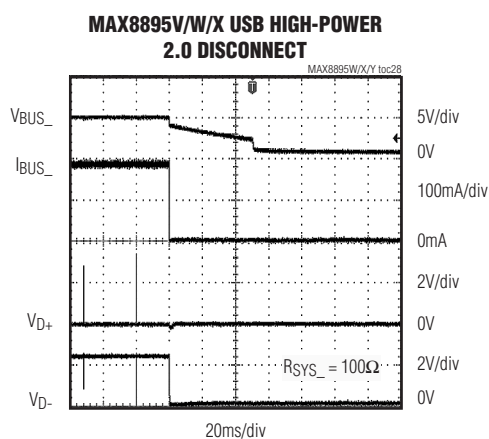 MAX8895V/W/X USB HIGH-POWER
2.0 DISCONNECT
MAX8895W/X/Y toc28
T
VBUS_
5V/div
0V
IBUS_
100mA/div
0mA
2V/div
VD+
0V
RSYS_ = 100Ω
2V/div
VD-
0V
20ms/div